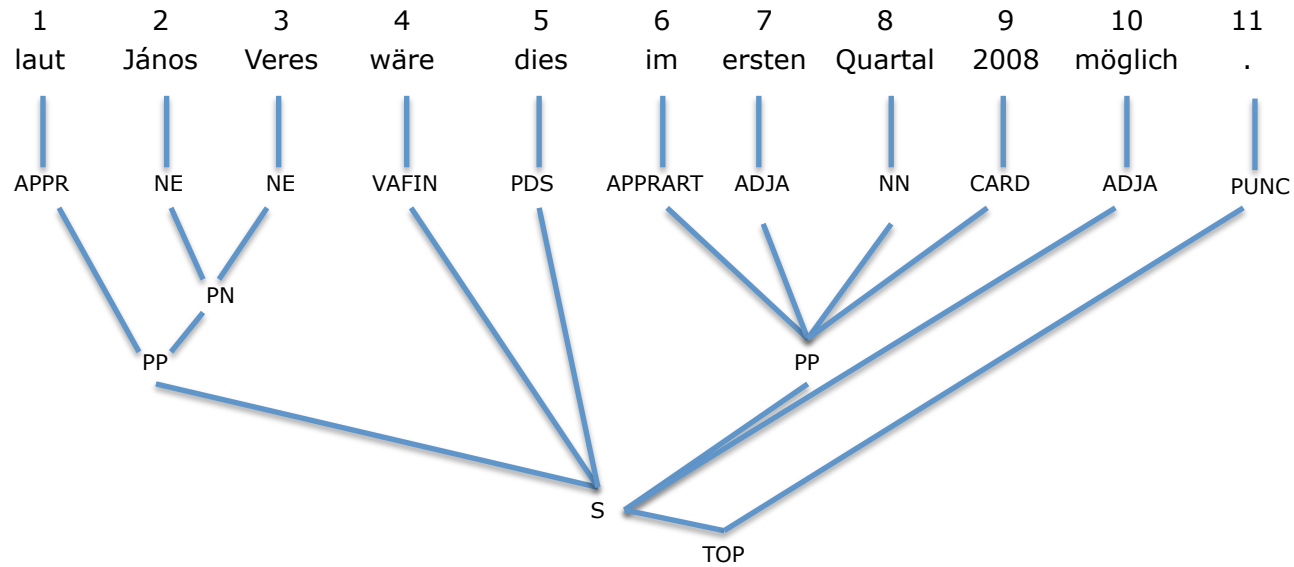 1 2 3 4 5 6 7 8 9 10 11
laut János Veres wäre dies im ersten Quartal 2008 möglich .
APPR NE NE VAFIN PDS APPRART ADJA NN CARD ADJA PUNC
PN
PP PP
S
TOP